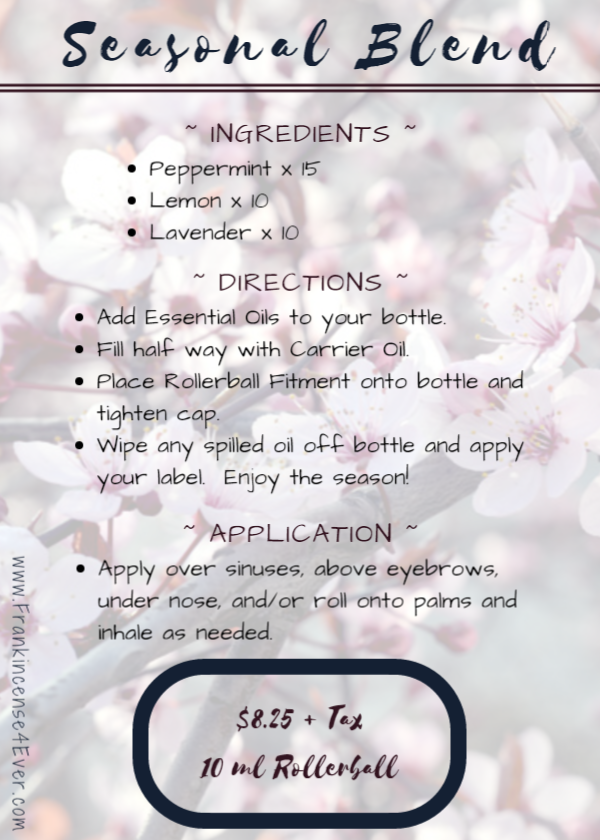 Seasonal Blend
~ INGREDIENTS ~
• Peppermint x 15
• Lemon x 10
• Lavender x 10
~ DIRECTIONS ~
• Add Essential Oils to your bottle.
• Fill half way with Carrier Oil.
• Place Rollerball Fitment onto bottle and
tighten cap.
• Wipe any spilled oil off bottle and apply
your label. Enjoy the season!
~ APPLICATION ~
• Apply over sinuses, above eyebrows,
under nose, and/or roll onto palms and
inhale as needed.
$8.25 + Tax
10 ml Rollerball
www.Frankincense4Ever.com